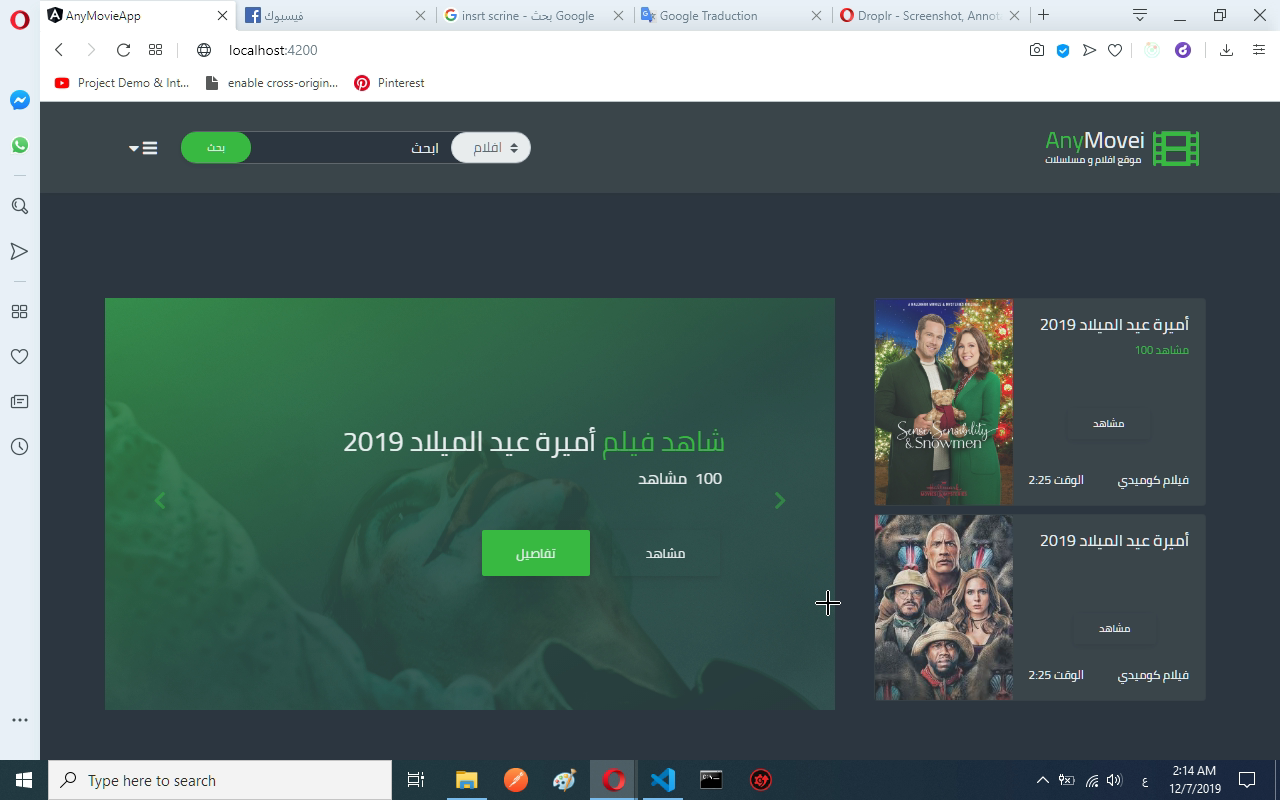 AnyMovieApp
فيسبوك
insrt scrine - بحث Google
Google Traduction
Droplr - Screenshot, Annot
localhost:4200
Project Demo & Int...
enable cross-origin...
Pinterest
AnyMovei
موقع افلام و مسلسلات
افلام
ابحث
بحث
شاهد فيلم أميرة عيد الميلاد 2019
100 مشاهد
مشاهد
تفاصيل
أميرة عيد الميلاد 2019
مشاهد 100
مشاهد
فيلام كوميدي
الوقت 2:25
Sense, Sensibility
& Snowmen
أميرة عيد الميلاد 2019
مشاهد
فيلام كوميدي
الوقت 2:25
Type here to search
ع
2:14 AM
12/7/2019